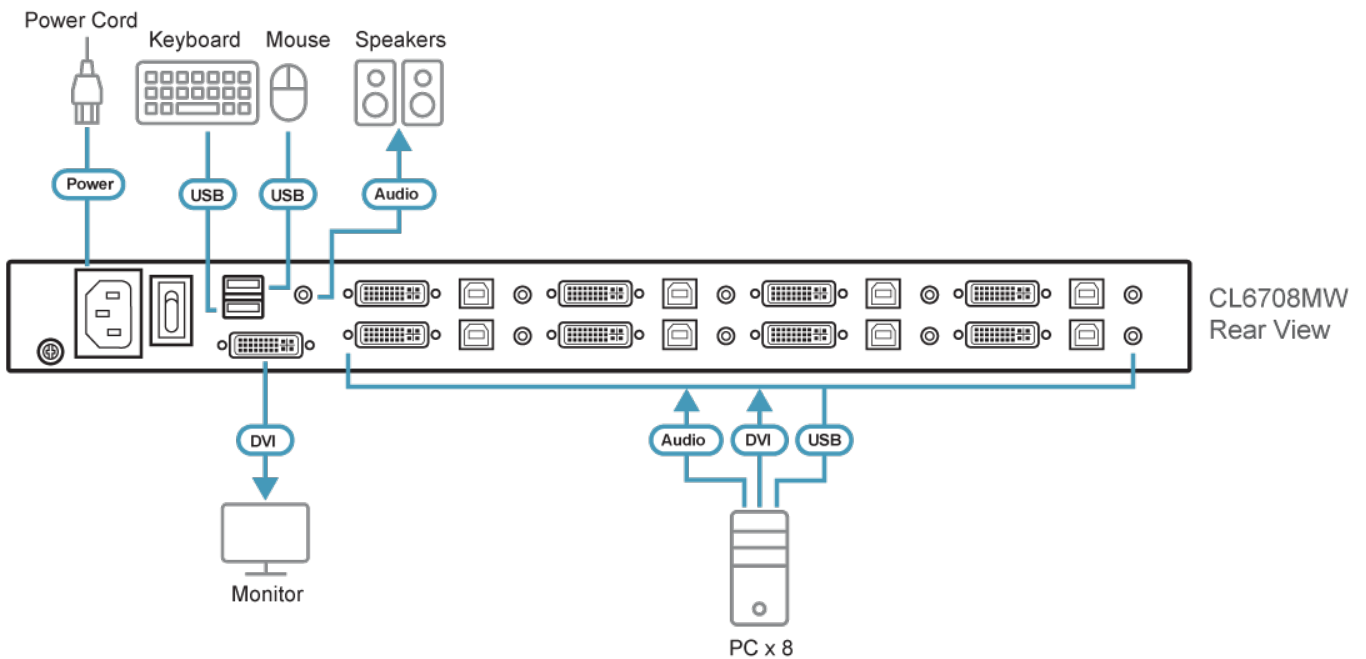 Power Cord
Keyboard
Mouse
Speakers
Power
USB
USB
Audio
CL6708MW
Rear View
DVI
Audio
DVI
USB
Monitor
PC x 8